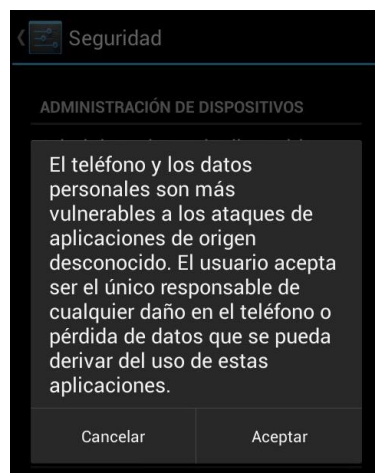 Seguridad
ADMINISTRACIÓN DE DISPOSITIVOS
El teléfono y los datos
personales son más
vulnerables a los ataques de
aplicaciones de origen
desconocido. El usuario acepta
ser el único responsable de
cualquier daño en el teléfono o
pérdida de datos que se pueda
derivar del uso de estas
aplicaciones.
Cancelar
Aceptar